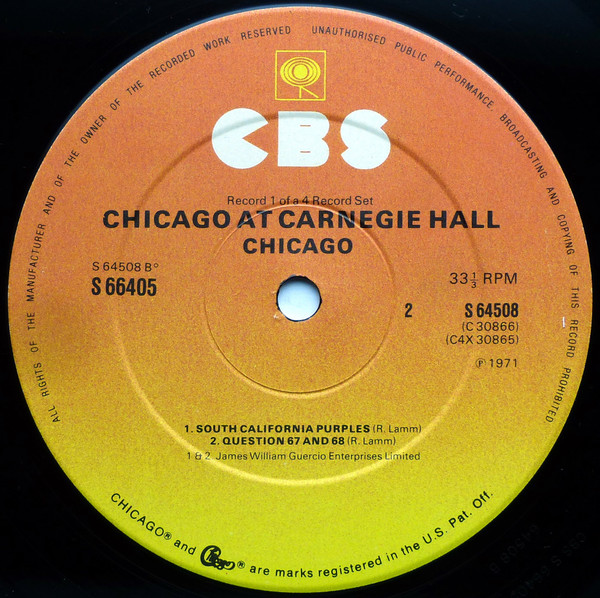 ALL RIGHTS OF THE MANUFACTURER AND OF THE OWNER OF THE RECORDED WORK RESERVED UNAUTHORISED PUBLIC PERFORMANCE, BROADCASTING AND COPYING OF THIS RECORD PROHIBITED
CBS
Record 1 of a 4 Record Set
CHICAGO AT CARNEGIE HALL
CHICAGO
S 64508 B°
S 66405
33 1/3 RPM
2 S 64508
(C 30866)
(C4X 30865)
℗ 1971
1. SOUTH CALIFORNIA PURPLES (R. Lamm)
2. QUESTION 67 AND 68 (R. Lamm)
1 & 2. James William Guercio Enterprises Limited
CHICAGO® and Chicago ® are marks registered in the U.S. Pat. Off.